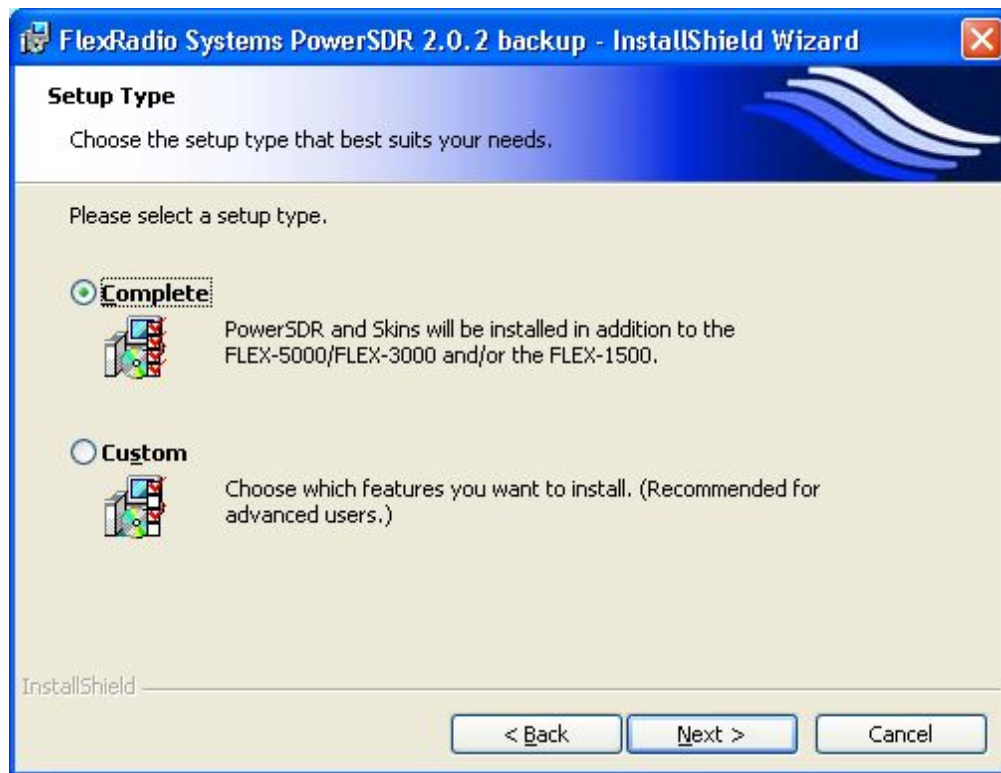 FlexRadio Systems PowerSDR 2.0.2 backup - InstallShield Wizard
Setup Type
Choose the setup type that best suits your needs.
Please select a setup type.
Complete
PowerSDR and Skins will be installed in addition to the
FLEX-5000/FLEX-3000 and/or the FLEX-1500.
Custom
Choose which features you want to install. (Recommended for
advanced users.)
InstallShield
< Back Next > Cancel